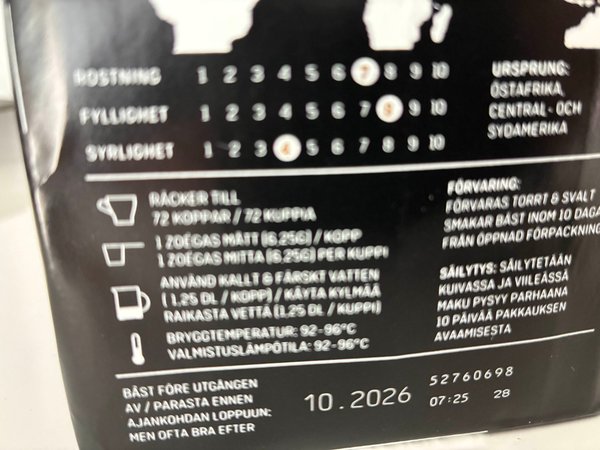 ROSTNING 1 2 3 4 5 6 7 8 9 10
FYLLIGHET 1 2 3 4 5 6 7 8 9 10
SYRLIGHET 1 2 3 4 5 6 7 8 9 10
URSPRUNG:
ÖSTAFRIKA,
CENTRAL- OCH
SYDAMERIKA
RÄCKER TILL
72 KOPPAR / 72 KUPPIA
1 ZOÉGAS MÅTT (6,25G) / KOPP
1 ZOÉGAS MITTA (6,25G) PER KUPPI
ANVÄND KALLT & FÄRSKT VATTEN
(1,25 DL / KOPP) / KÄYTÄ KYLMÄÄ
RAIKASTA VETTÄ (1,25 DL / KUPPI)
BRYGGTEMPERATUR: 92-96°C
VALMISTUSLÄMPÖTILA: 92-96°C
FÖRVARING:
FÖRVARAS TORRT & SVALT
SMAKAR BÄST INOM 10 DAGA
FRÅN ÖPPNAD FÖRPACKNING
SÄILYTYS: SÄILYTETÄÄN
KUIVASSA JA VIILEÄSSÄ
MAKU PYSYY PARHAANA
10 PÄIVÄÄ PAKKAUKSEN
AVAAMISESTA
BÄST FÖRE UTGÅNGEN
AV / PARASTA ENNEN
AJANKOHDAN LOPPUUN:
MEN OFTA BRA EFTER
10.2026
52760698
07:25 28